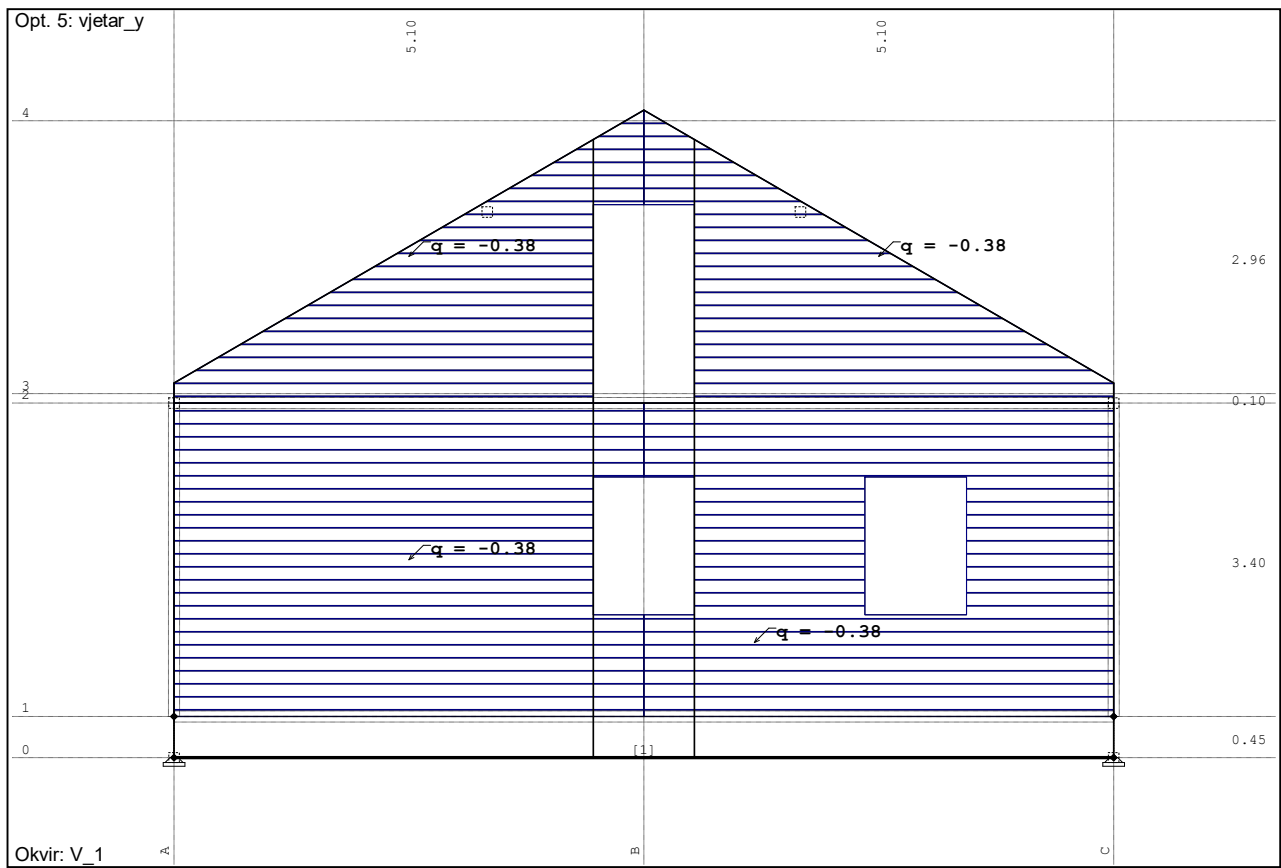 Opt. 5: vjetar_y
5.10
5.10
4
q = -0.38
q = -0.38
2.96
3
2
0.10
q = -0.38
3.40
q = -0.38
1
0
[1]
0.45
A
B
C
Okvir: V_1